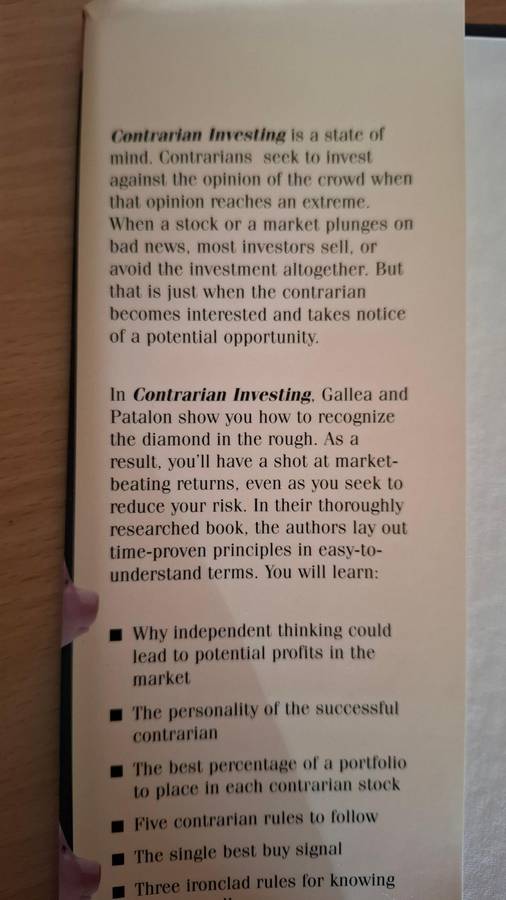 Contrarian Investing is a state of
mind. Contrarians seek to invest
against the opinion of the crowd when
that opinion reaches an extreme.
When a stock or a market plunges on
bad news, most investors sell, or
avoid the investment altogether. But
that is just when the contrarian
becomes interested and takes notice
of a potential opportunity.
In Contrarian Investing, Gallea and
Patalon show you how to recognize
the diamond in the rough. As a
result, you'll have a shot at market-
beating returns, even as you seek to
reduce your risk. In their thoroughly
researched book, the authors lay out
time-proven principles in easy-to-
understand terms. You will learn:
■ Why independent thinking could
lead to potential profits in the
market
■ The personality of the successful
contrarian
■ The best percentage of a portfolio
to place in each contrarian stock
■ Five contrarian rules to follow
■ The single best buy signal
■ Three ironclad rules for knowing